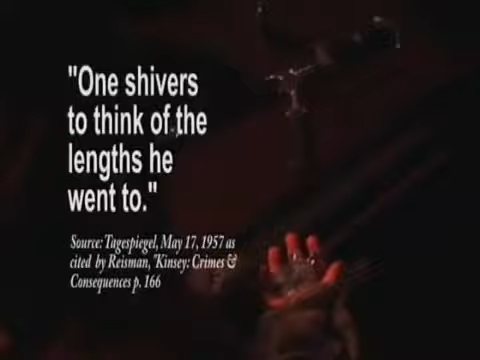 "One shivers
to think of the
lengths he
went to."
Source: Tagespiegel, May 17, 1957 as
cited by Reisman, "Kinsey: Crimes &
Consequences p. 166